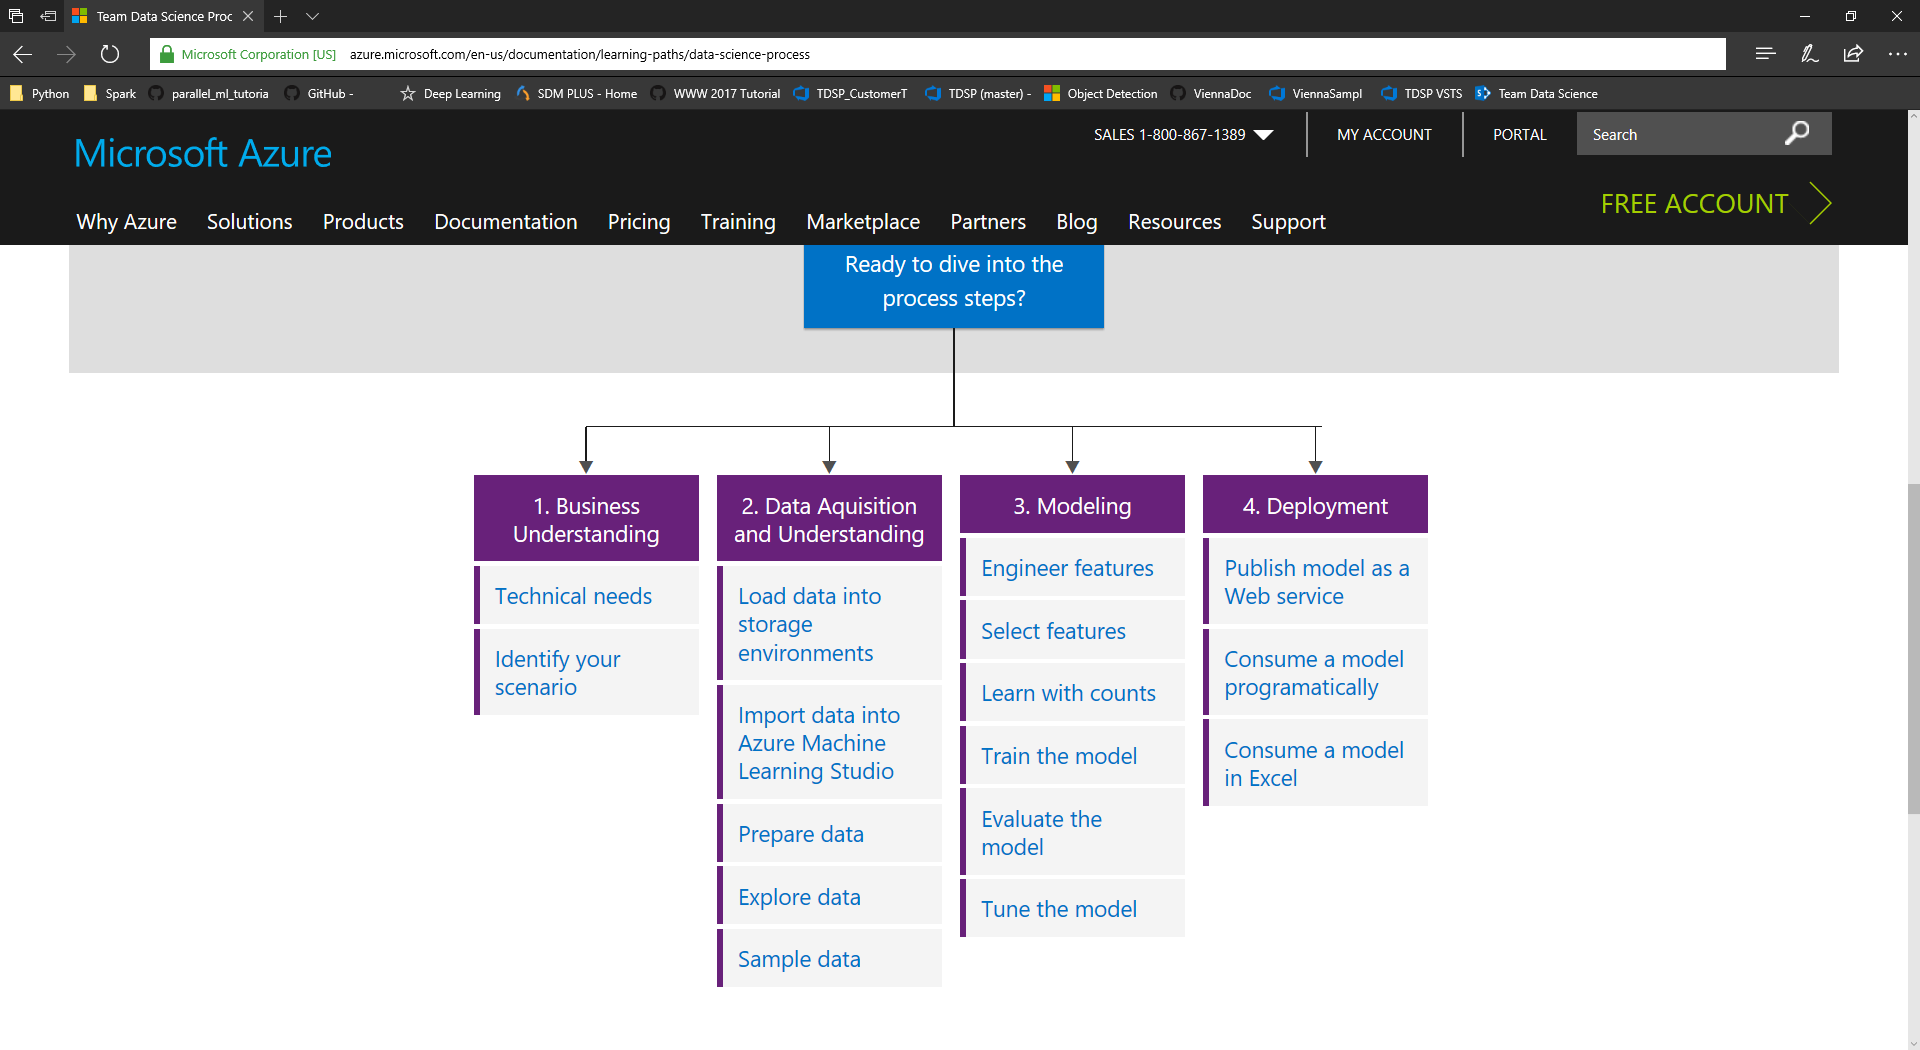 Team Data Science Proc
Microsoft Corporation [US] azure.microsoft.com/en-us/documentation/learning-paths/data-science-process
Python Spark parallel_ml_tutoria GitHub - Deep Learning SDM PLUS - Home WWW 2017 Tutorial TDSP_CustomerT TDSP (master) - Object Detection ViennaDoc ViennaSampl TDSP VSTS Team Data Science
SALES 1-800-867-1389 MY ACCOUNT PORTAL Search
Microsoft Azure
FREE ACCOUNT
Why Azure Solutions Products Documentation Pricing Training Marketplace Partners Blog Resources Support
Ready to dive into the
process steps?
1. Business
Understanding
Technical needs
Identify your
scenario
2. Data Aquisition
and Understanding
Load data into
storage
environments
Import data into
Azure Machine
Learning Studio
Prepare data
Explore data
Sample data
3. Modeling
Engineer features
Select features
Learn with counts
Train the model
Evaluate the
model
Tune the model
4. Deployment
Publish model as a
Web service
Consume a model
programatically
Consume a model
in Excel